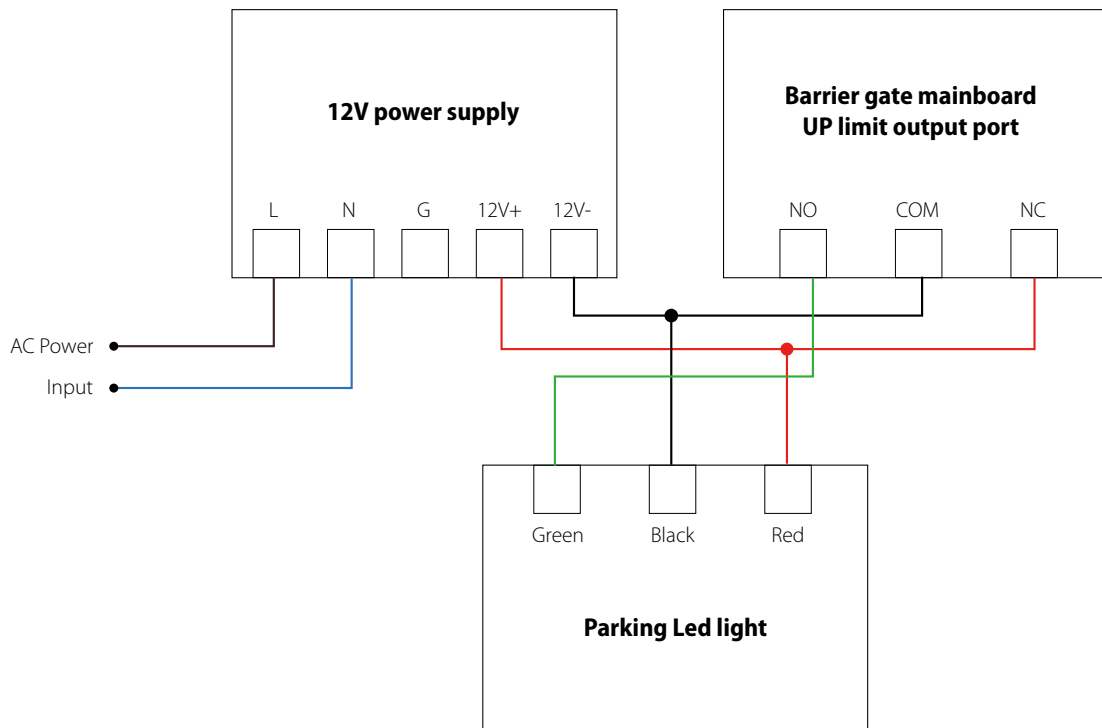 12V power supply
L N G 12V+ 12V-
Barrier gate mainboard
UP limit output port
NO COM NC
AC Power
Input
Green Black Red
Parking Led light